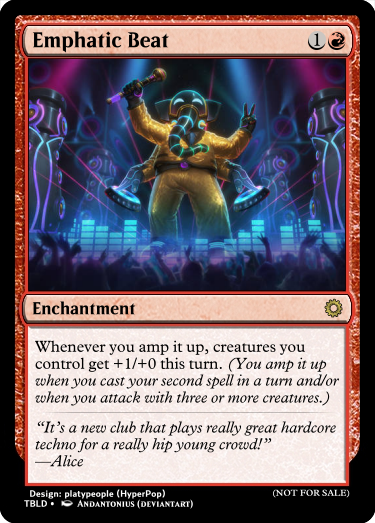 Emphatic Beat 1
Enchantment
Whenever you amp it up, creatures you
control get +1/+0 this turn. (You amp it up
when you cast your second spell in a turn and/or
when you attack with three or more creatures.)
“It’s a new club that plays really great hardcore
techno for a really hip young crowd!”
—Alice
Design: platypeople (HyperPop) (NOT FOR SALE)
TBLD • Andantonius (deviantart)